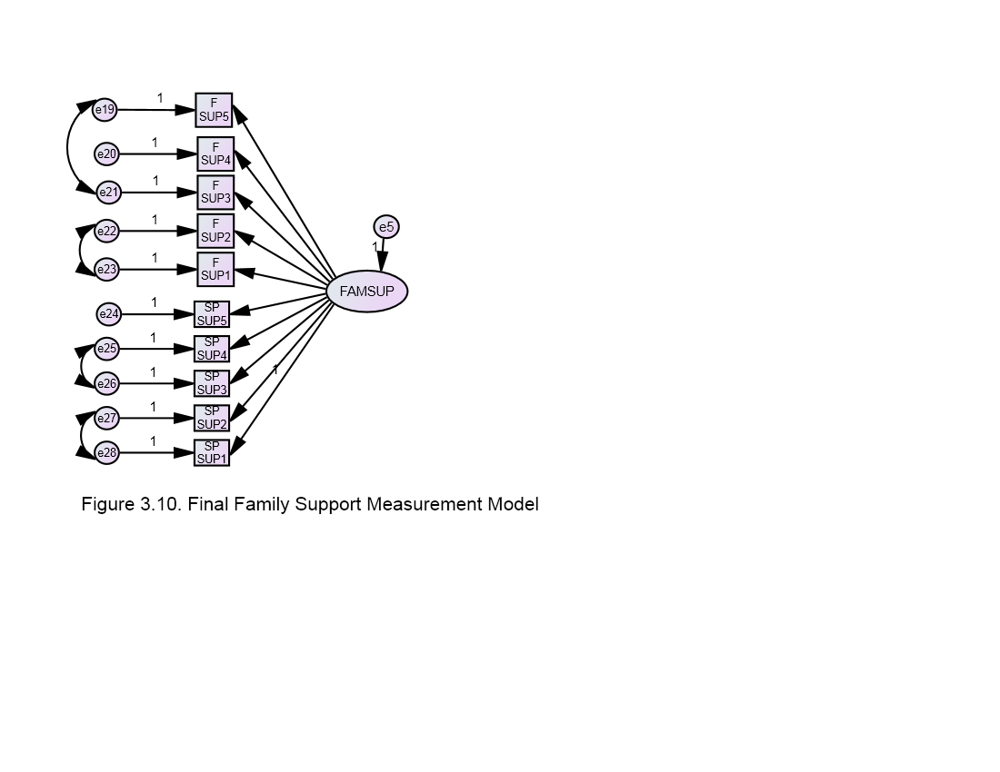 1
F
e19
SUP5
1
F
e20
SUP4
1
F
e21
SUP3
1
F
e22
SUP2
e5
1
1
F
e23
SUP1
FAMSUP
1
SP
e24
SUP5
1
SP
e25
SUP4
1
1
SP
e26
SUP3
1
SP
e27
SUP2
1
SP
e28
SUP1
Figure 3.10. Final Family Support Measurement Model